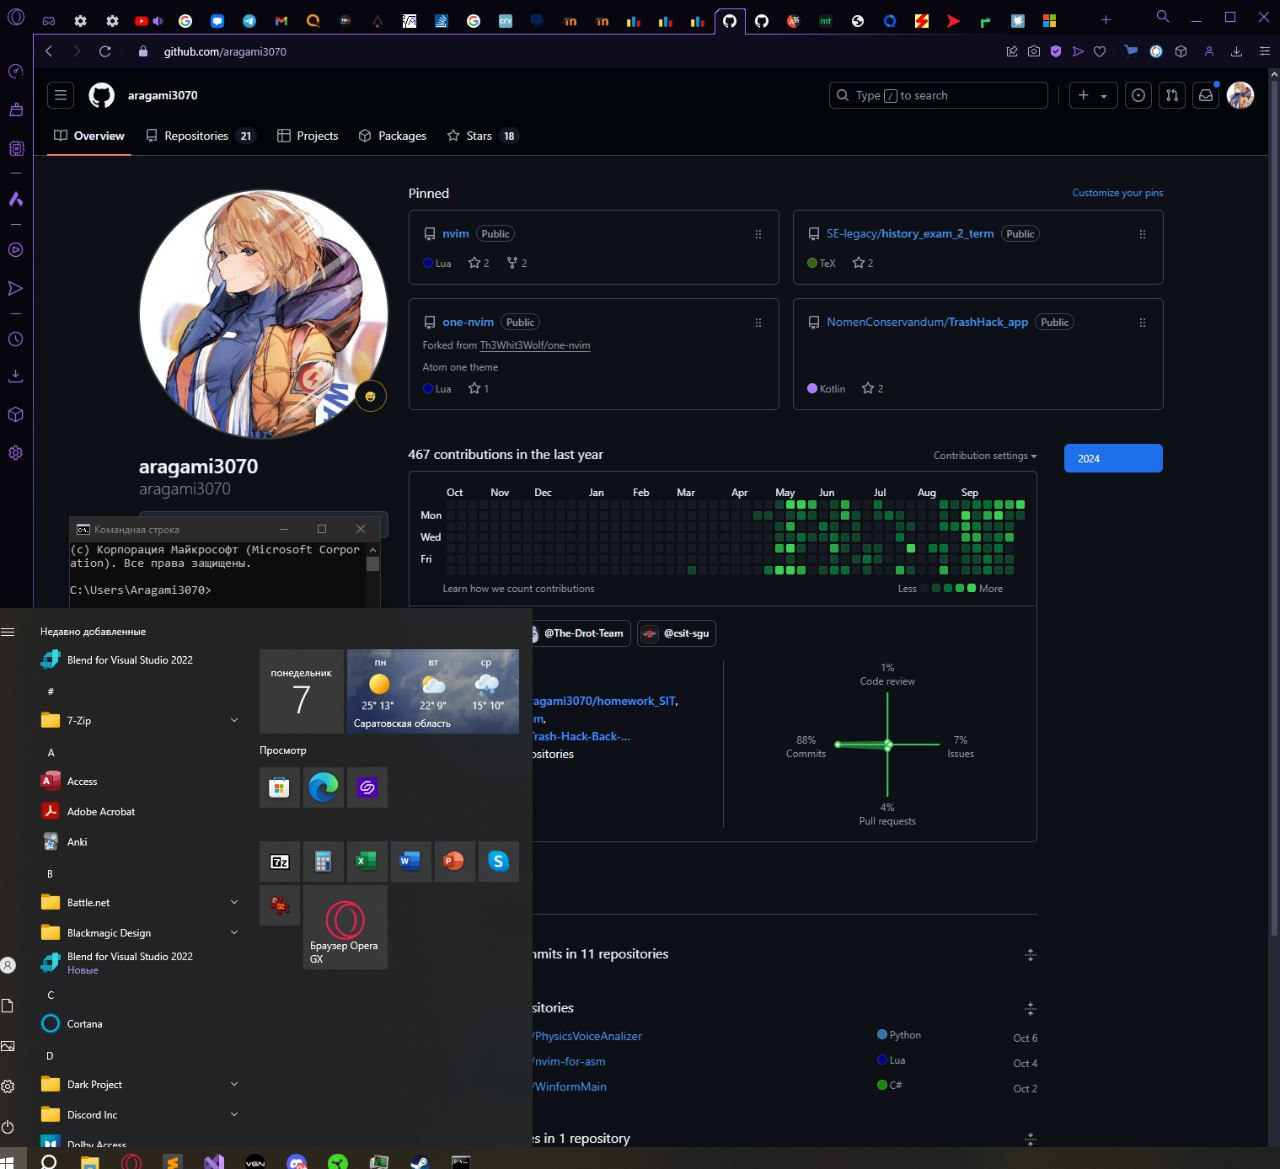 github.com/aragami3070
aragami3070
Type / to search
Overview
Repositories 21
Projects
Packages
Stars 18
Pinned
Customize your pins
nvim Public
Lua 2 2
SE-legacy/history_exam_2_term Public
TeX 2
one-nvim Public
Forked from Th3Whit3Wolf/one-nvim
Atom one theme
Lua 1
NomenConservandum/TrashHack_app Public
Kotlin 2
aragami3070
aragami3070
467 contributions in the last year
Contribution settings
2024
Oct Nov Dec Jan Feb Mar Apr May Jun Jul Aug Sep
Mon
Wed
Fri
Learn how we count contributions
Less More
@The-Drot-Team
@csit-sgu
ragami3070/homework_SIT,
m,
Trash-Hack-Back-...
ositories
1%
Code review
88%
Commits
7%
Issues
4%
Pull requests
mmits in 11 repositories
sitories
/PhysicsVoiceAnalizer Python Oct 6
/nvim-for-asm Lua Oct 4
/WinformMain C# Oct 2
es in 1 repository
Командная строка
(c) Корпорация Майкрософт (Microsoft Corpor
ation). Все права защищены.
C:\Users\Aragami3070>
Недавно добавленные
Blend for Visual Studio 2022
#
7-Zip
A
Access
Adobe Acrobat
Anki
B
Battle.net
Blackmagic Design
Blend for Visual Studio 2022
Новые
C
Cortana
D
Dark Project
Discord Inc
Dolby Access
понедельник
7
пн вт ср
25° 13° 22° 9° 15° 10°
Саратовская область
Просмотр
7z
Браузер Opera
GX
VGN